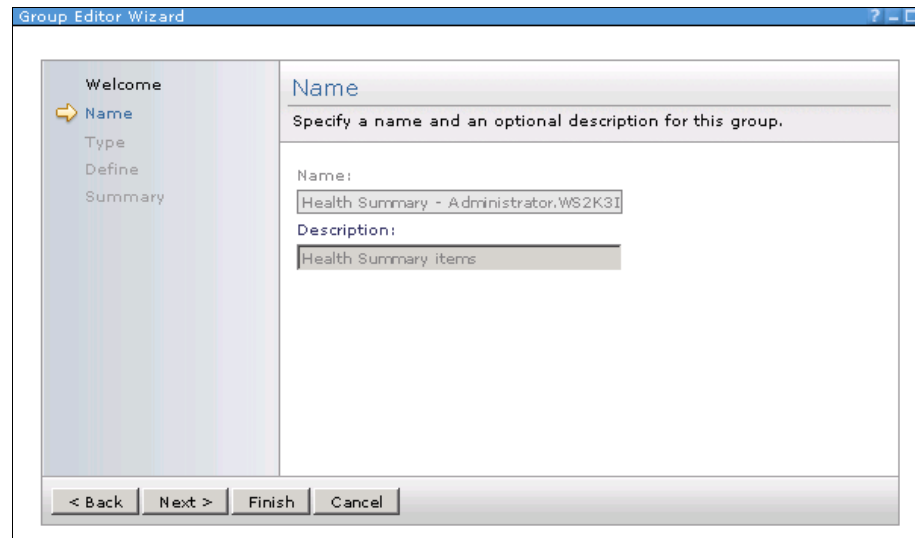 Group Editor Wizard
Welcome
Name
Type
Define
Summary
Name
Specify a name and an optional description for this group.
Name:
Health Summary - Administrator.WS2K3I
Description:
Health Summary items
< Back
Next >
Finish
Cancel